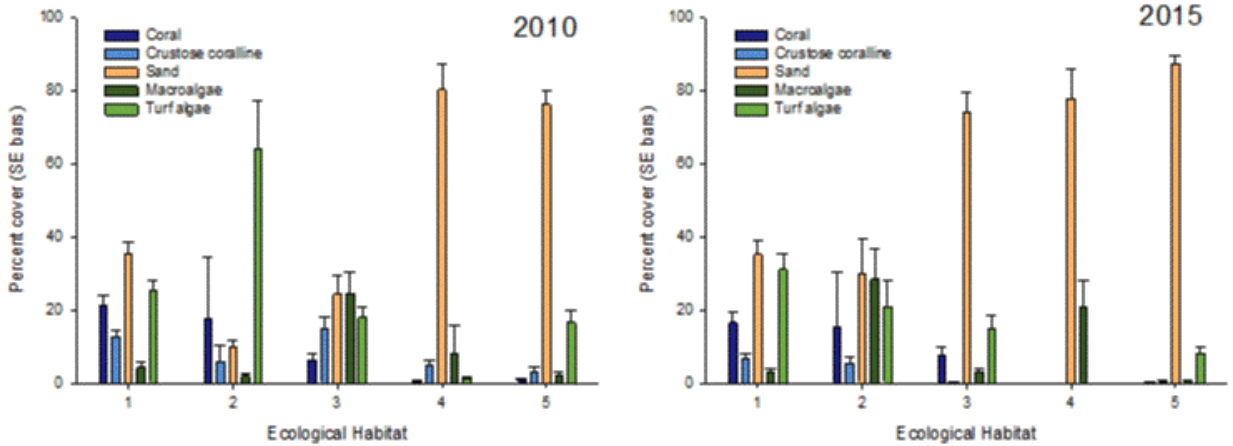 100
80
60
40
20
0
Percent cover (SE bars)
2010
Coral
Crustose coralline
Sand
Macroalgae
Turf algae
1 2 3 4 5
Ecological Habitat
100
80
60
40
20
0
Percent cover (SE bars)
2015
Coral
Crustose coralline
Sand
Macroalgae
Turf algae
1 2 3 4 5
Ecological Habitat